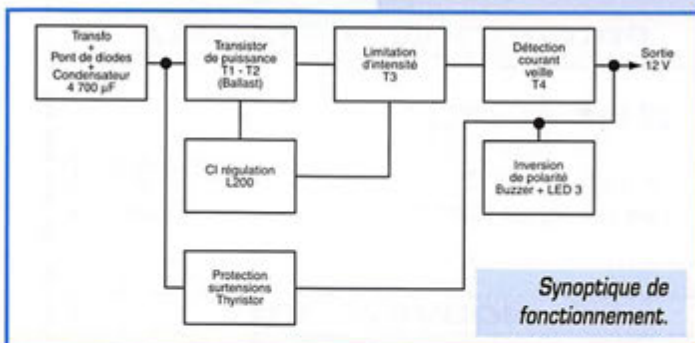 Transfo
+
Pont de diodes
+
Condensateur
4 700 µF
Transistor
de puissance
T1 - T2
(Ballast)
Limitation
d'intensité
T3
Détection
courant
veille
T4
Sortie
12 V
CI régulation
L200
Inversion
de polarité
Buzzer + LED 3
Protection
surtensions
Thyristor
Synoptique de
fonctionnement.